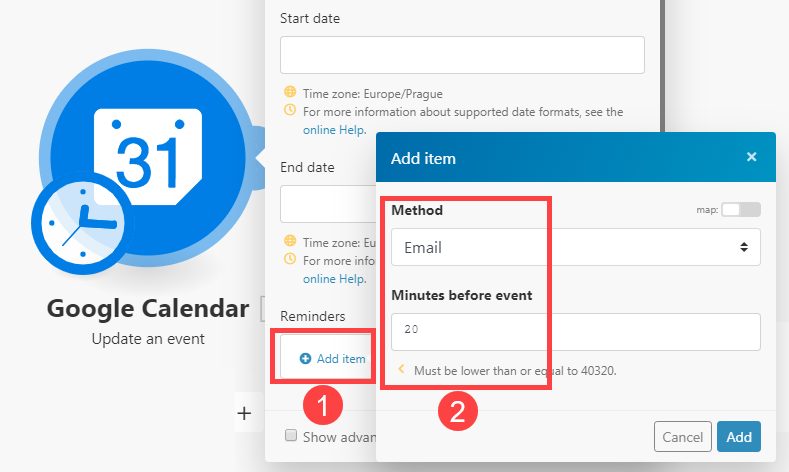 Start date
Time zone: Europe/Prague
For more information about supported date formats, see the
online Help.
31
Google Calendar
Update an event
End date
Time zone: Eu
For more info
online Help.
Reminders
Add item
1
Show advan
Add item
×
Method
map:
Email
Minutes before event
20
Must be lower than or equal to 40320.
2
Cancel
Add